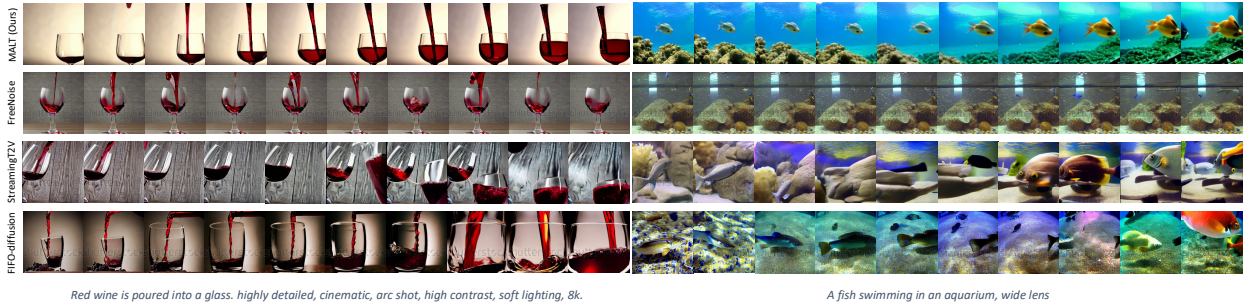 MALT (Ours)
FreeNoise
StreamingT2V
FIFO-diffusion
Red wine is poured into a glass. highly detailed, cinematic, arc shot, high contrast, soft lighting, 8k.
A fish swimming in an aquarium, wide lens